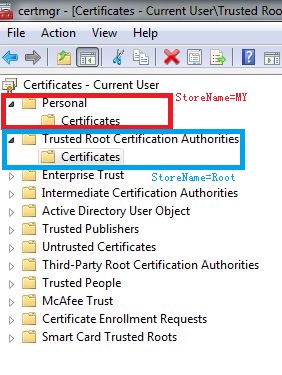 certmgr - [Certificates - Current User\Trusted Roo
File Action View Help
Certificates - Current User
Personal
StoreName=MY
Certificates
Trusted Root Certification Authorities
Certificates
Enterprise Trust
StoreName=Root
Intermediate Certification Authorities
Active Directory User Object
Trusted Publishers
Untrusted Certificates
Third-Party Root Certification Authorities
Trusted People
McAfee Trust
Certificate Enrollment Requests
Smart Card Trusted Roots